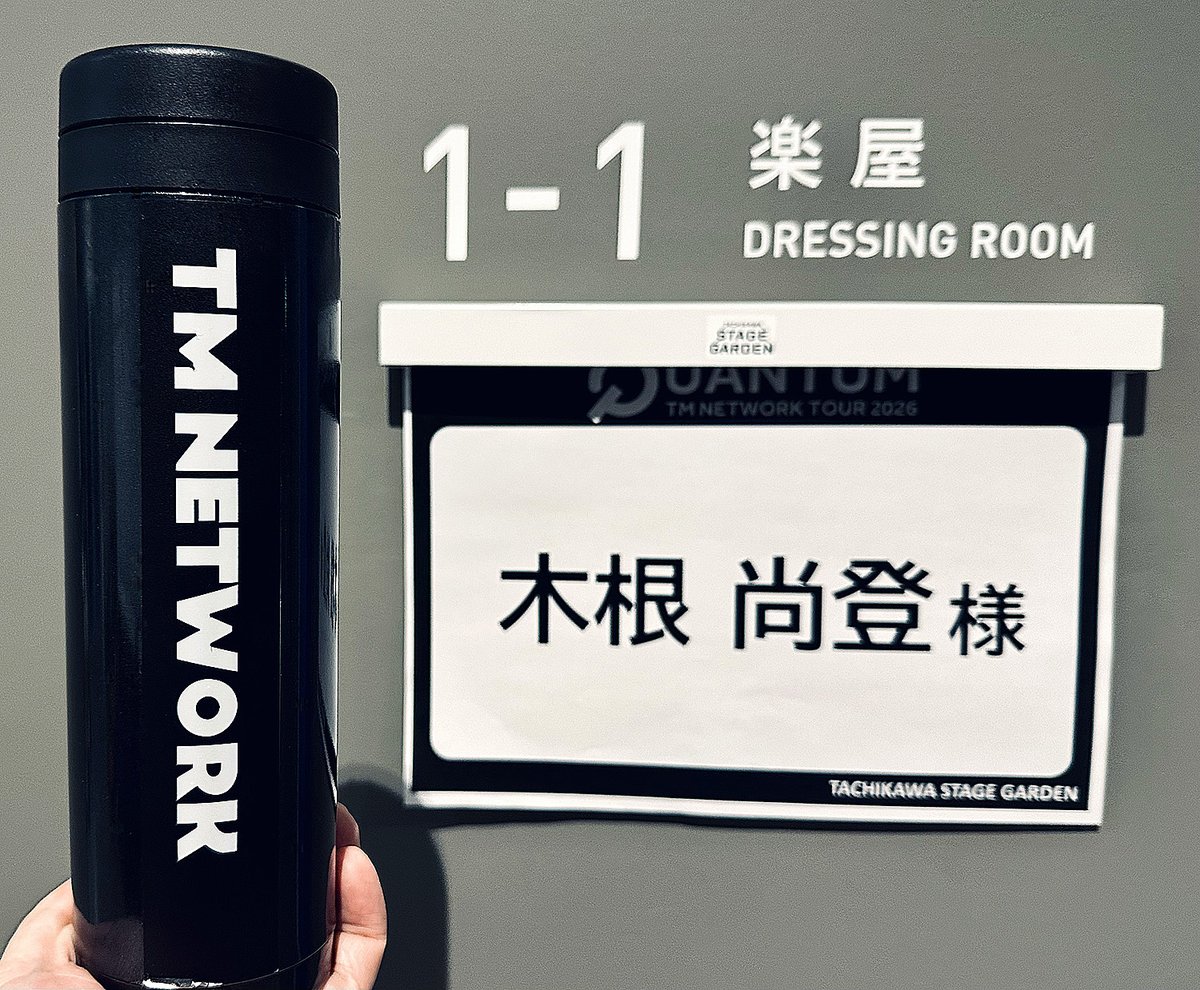 TM NETWORK
1-1
楽屋
DRESSING ROOM
STAGE
GARDEN
QUANTUM
TM NETWORK TOUR 2026
木根 尚登 様
TACHIKAWA STAGE GARDEN